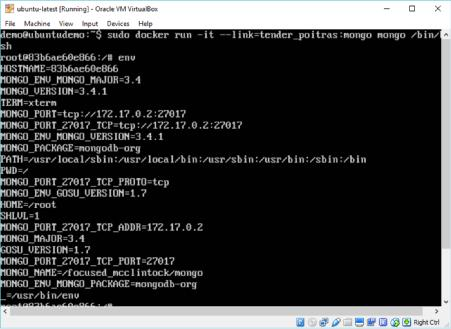 ubuntu-latest [Running] - Oracle VM VirtualBox
File Machine View Input Devices Help
demo@ubuntudemo:~$ sudo docker run -it --link=tender_poitras:mongo mongo /bin/
sh
root@83b6ae60e866:/# env
HOSTNAME=83b6ae60e866
MONGO_ENV_MONGO_MAJOR=3.4
MONGO_VERSION=3.4.1
TERM=xterm
MONGO_PORT=tcp://172.17.0.2:27017
MONGO_PORT_27017_TCP=tcp://172.17.0.2:27017
MONGO_ENV_MONGO_VERSION=3.4.1
MONGO_PACKAGE=mongodb-org
PATH=/usr/local/sbin:/usr/local/bin:/usr/sbin:/usr/bin:/sbin:/bin
PWD=/
MONGO_PORT_27017_TCP_PROTO=tcp
MONGO_ENV_GOSU_VERSION=1.7
HOME=/root
SHLVL=1
MONGO_PORT_27017_TCP_ADDR=172.17.0.2
MONGO_MAJOR=3.4
GOSU_VERSION=1.7
MONGO_PORT_27017_TCP_PORT=27017
MONGO_NAME=/focused_mcclintock/mongo
MONGO_ENV_MONGO_PACKAGE=mongodb-org
_=/usr/bin/env
root@83b6ae60e866:/#
Right Ctrl